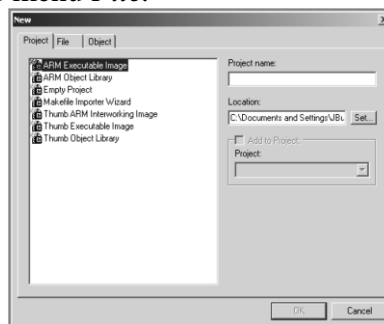 New
Project File Object
ARM Executable Image
ARM Object Library
Empty Project
Makefile Importer Wizard
Thumb ARM Interworking Image
Thumb Executable Image
Thumb Object Library
Project name:
Location:
C:\Documents and Settings\JBu
Set...
Add to Project:
Project:
OK
Cancel